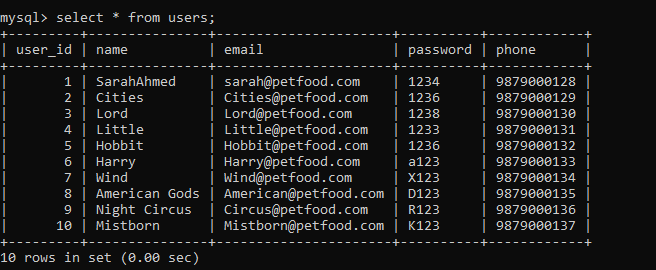 mysql> select * from users;
+---------+---------------+----------------------+----------+------------+
| user_id | name | email | password | phone |
+---------+---------------+----------------------+----------+------------+
| 1 | SarahAhmed | sarah@petfood.com | 1234 | 9879000128 |
| 2 | Cities | Cities@petfood.com | 1236 | 9879000129 |
| 3 | Lord | Lord@petfood.com | 1238 | 9879000130 |
| 4 | Little | Little@petfood.com | 1233 | 9879000131 |
| 5 | Hobbit | Hobbit@petfood.com | 1236 | 9879000132 |
| 6 | Harry | Harry@petfood.com | a123 | 9879000133 |
| 7 | Wind | Wind@petfood.com | X123 | 9879000134 |
| 8 | American Gods | American@petfood.com | D123 | 9879000135 |
| 9 | Night Circus | Circus@petfood.com | R123 | 9879000136 |
| 10 | Mistborn | Mistborn@petfood.com | K123 | 9879000137 |
+---------+---------------+----------------------+----------+------------+
10 rows in set (0.00 sec)